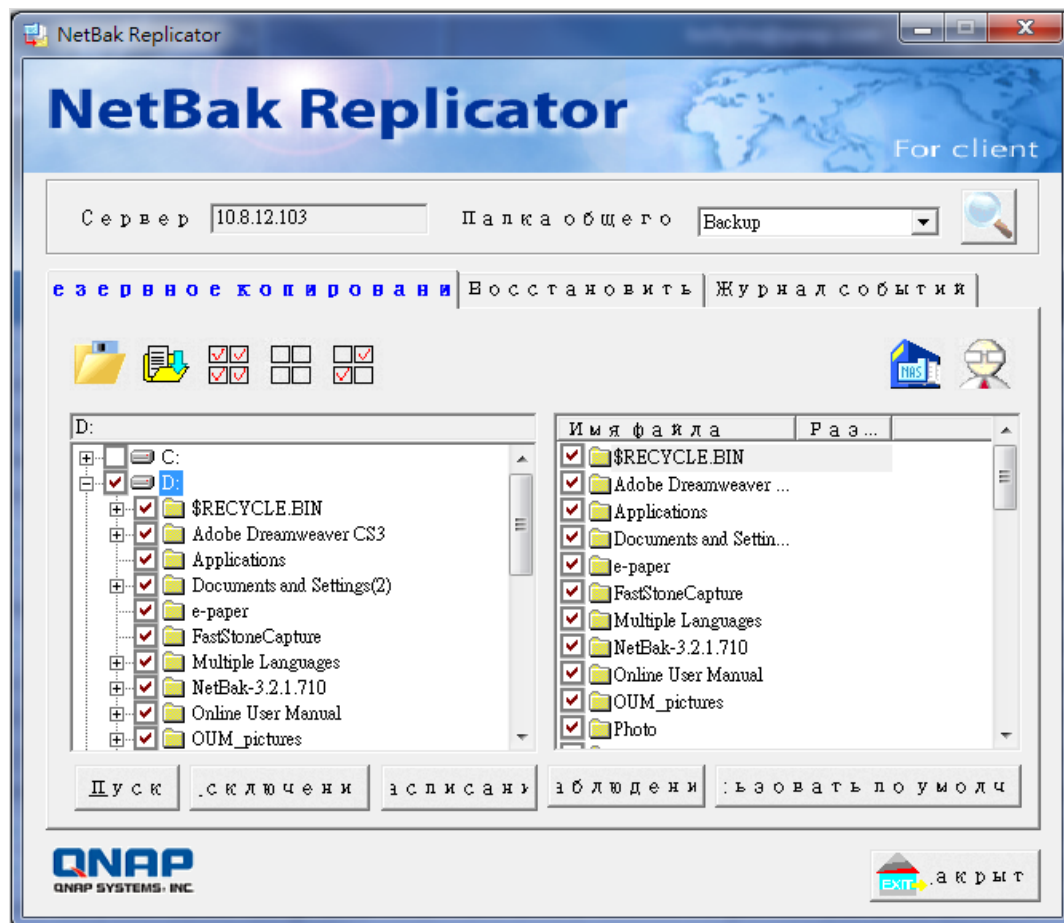 NetBak Replicator
NetBak Replicator
For client
Сервер 10.8.12.103 Папка общего Backup
езервное копировани Восстановить Журнал событий
NAS
D: Имя файла Раз...
C: $RECYCLE.BIN
D: Adobe Dreamweaver ...
$RECYCLE.BIN Applications
Adobe Dreamweaver CS3 Documents and Settin...
Applications e-paper
Documents and Settings(2) FastStoneCapture
e-paper Multiple Languages
FastStoneCapture NetBak-3.2.1.710
Multiple Languages Online User Manual
NetBak-3.2.1.710 OUM_pictures
Online User Manual Photo
OUM_pictures
Пуск сключени асписани аблюдени ьзовать по умолч
QNAP
QNAP SYSTEMS, INC.
EXIT акрыт